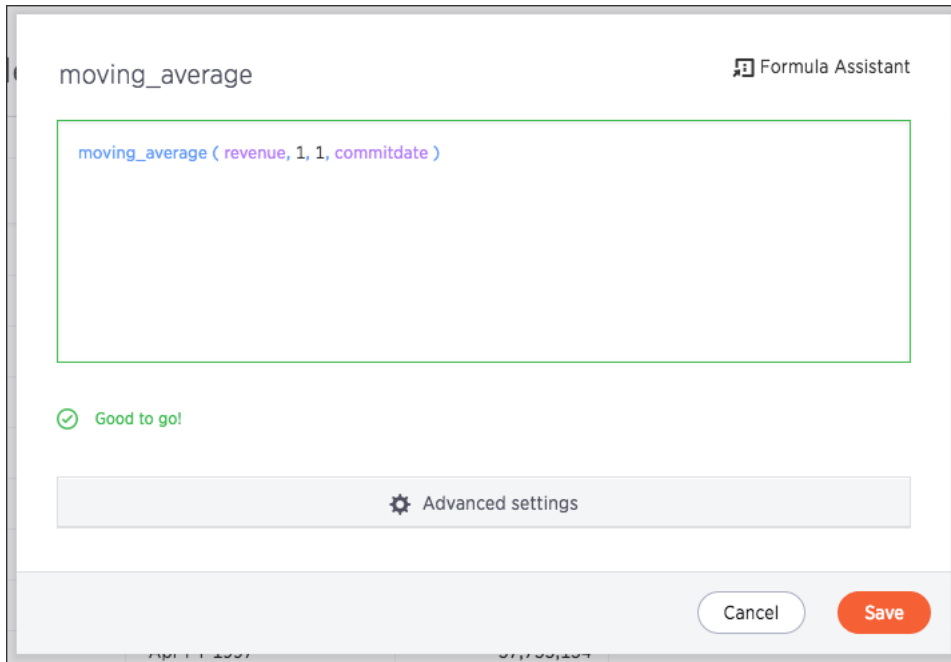 moving_average
Formula Assistant
moving_average ( revenue, 1, 1, commitdate )
Good to go!
Advanced settings
Cancel
Save